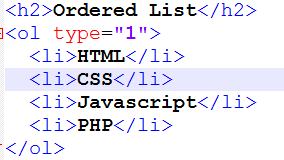 <h2>Ordered List</h2>
<ol type="1">
<li>HTML</li>
<li>CSS</li>
<li>Javascript</li>
<li>PHP</li>
</ol>